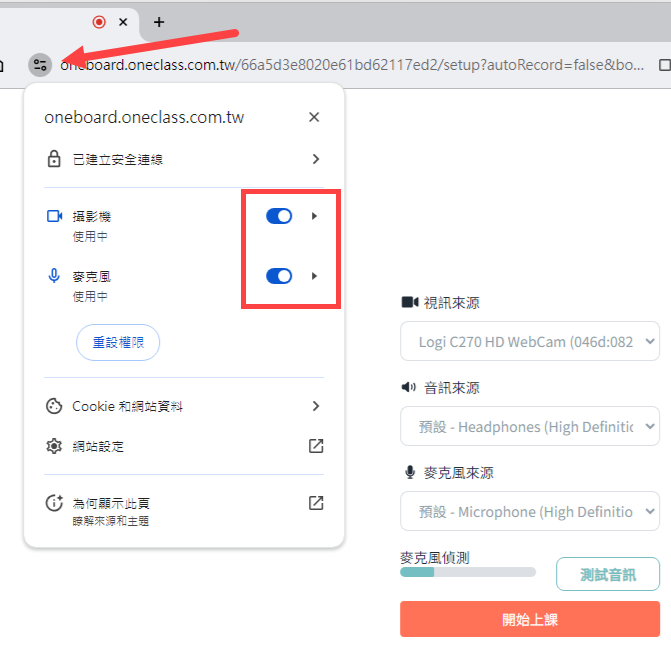 oneboard.oneclass.com.tw/66a5d3e8020e61bd62117ed2/setup?autoRecord=false&bo...
oneboard.oneclass.com.tw
已建立安全連線
攝影機
使用中
麥克風
使用中
重設權限
Cookie 和網站資料
網站設定
為何顯示此頁
瞭解來源和主題
視訊來源
Logi C270 HD WebCam (046d:082
音訊來源
預設 - Headphones (High Definitic
麥克風來源
預設 - Microphone (High Definitio
麥克風偵測
測試音訊
開始上課